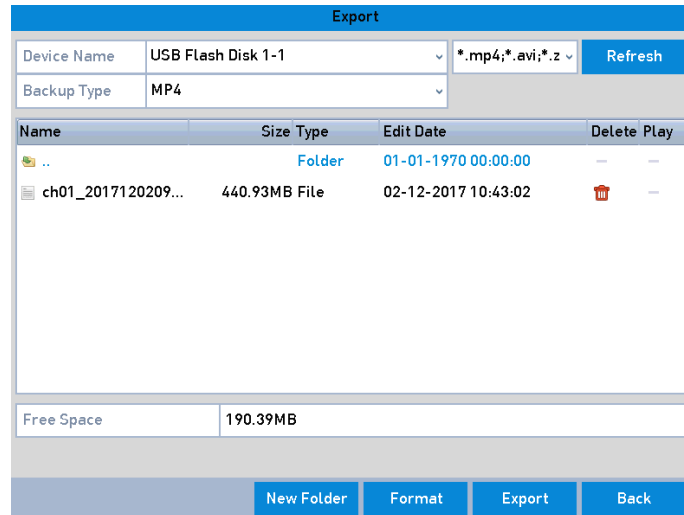 Export
Device Name USB Flash Disk 1-1 *.mp4;*.avi;*.z Refresh
Backup Type MP4
Name Size Type Edit Date Delete Play
.. Folder 01-01-1970 00:00:00 — —
ch01_2017120209... 440.93MB File 02-12-2017 10:43:02 —
Free Space 190.39MB
New Folder Format Export Back